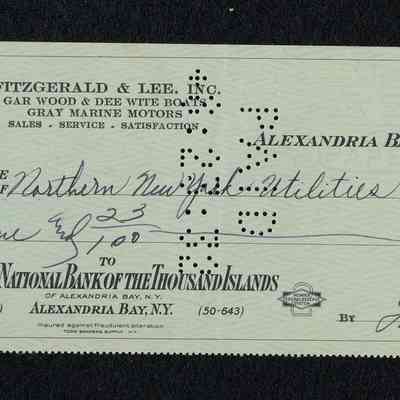 FITZGERALD & LEE, INC.
GAR WOOD & DEE WITE BOATS
GRAY MARINE MOTORS
SALES - SERVICE - SATISFACTION
ALEXANDRIA B
E
F Northern New York Utilities
and 23/100
TO
NATIONAL BANK OF THE THOUSAND ISLANDS
OF ALEXANDRIA BAY, N.Y.
ALEXANDRIA BAY, N.Y. (50-643)
Insured against fraudulent alteration
BY
PAID